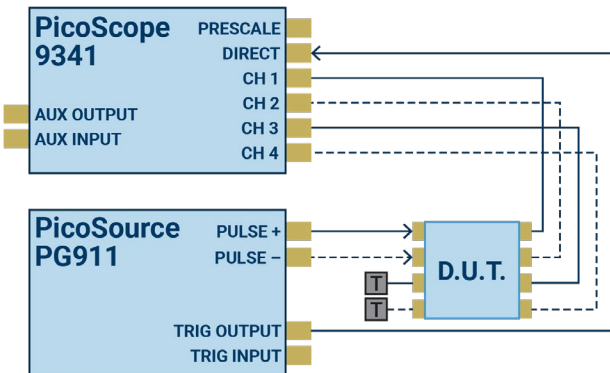 PicoScope
9341
PRESCALE
DIRECT
CH 1
CH 2
CH 3
CH 4
AUX OUTPUT
AUX INPUT
PicoSource
PG911
PULSE +
PULSE –
TRIG OUTPUT
TRIG INPUT
D.U.T.
T
T